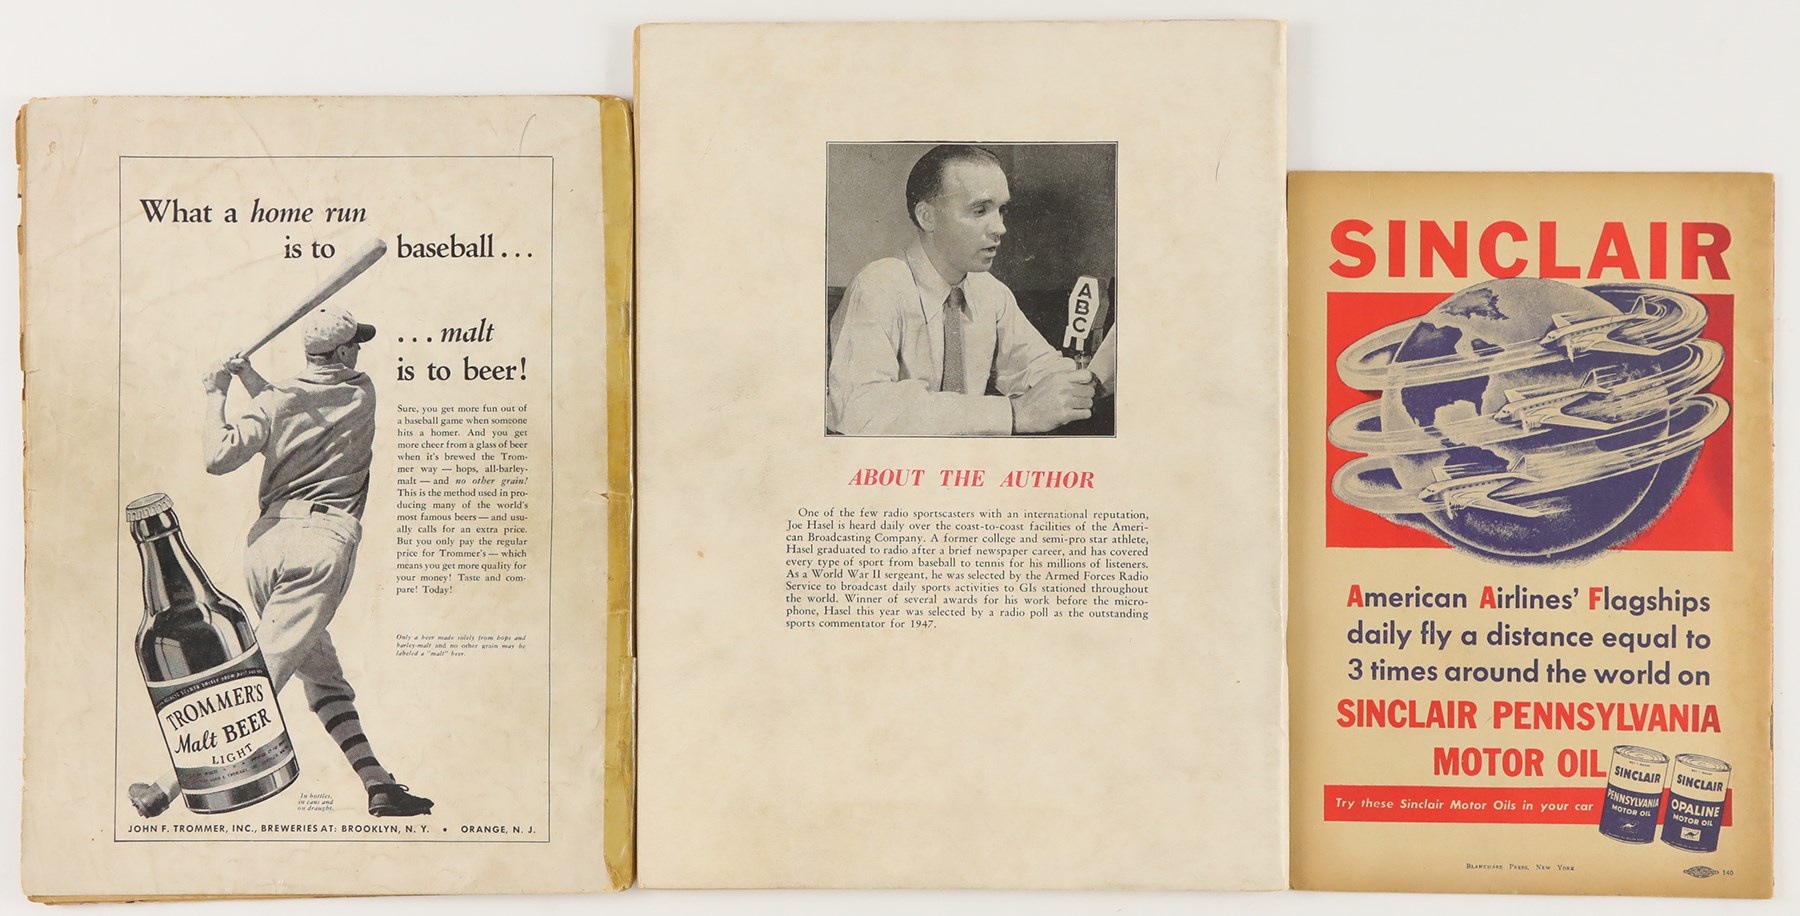 What a home run
is to baseball...
...malt
is to beer!
Sure, you get more fun out of
a baseball game when someone
hits a homer. And you get
more cheer from a glass of beer
when it's brewed the Trom-
mer way — hops, all-barley-
malt — and no other grain!
This is the method used in pro-
ducing many of the world's
most famous beers — and usu-
ally calls for an extra price.
But you only pay the regular
price for Trommer's — which
means you get more quality for
your money! Taste and com-
pare! Today!
Only a beer made solely from hops and
barley-malt and no other grain may be
labeled a "malt" beer.
TROMMER'S
Malt BEER
LIGHT
In bottles,
in cans and
on draught.
JOHN F. TROMMER, INC., BREWERIES AT: BROOKLYN, N. Y. • ORANGE, N. J.
ABC
ABOUT THE AUTHOR
One of the few radio sportscasters with an international reputation,
Joe Hasel is heard daily over the coast-to-coast facilities of the Ameri-
can Broadcasting Company. A former college and semi-pro star athlete,
Hasel graduated to radio after a brief newspaper career, and has covered
every type of sport from baseball to tennis for his millions of listeners.
As a World War II sergeant, he was selected by the Armed Forces Radio
Service to broadcast daily sports activities to GIs stationed throughout
the world. Winner of several awards for his work before the micro-
phone, Hasel this year was selected by a radio poll as the outstanding
sports commentator for 1947.
SINCLAIR
American Airlines' Flagships
daily fly a distance equal to
3 times around the world on
SINCLAIR PENNSYLVANIA
MOTOR OIL
Try these Sinclair Motor Oils in your car
SINCLAIR
PENNSYLVANIA
MOTOR OIL
SINCLAIR
OPALINE
MOTOR OIL
BLANCHARD PRESS, NEW YORK
140